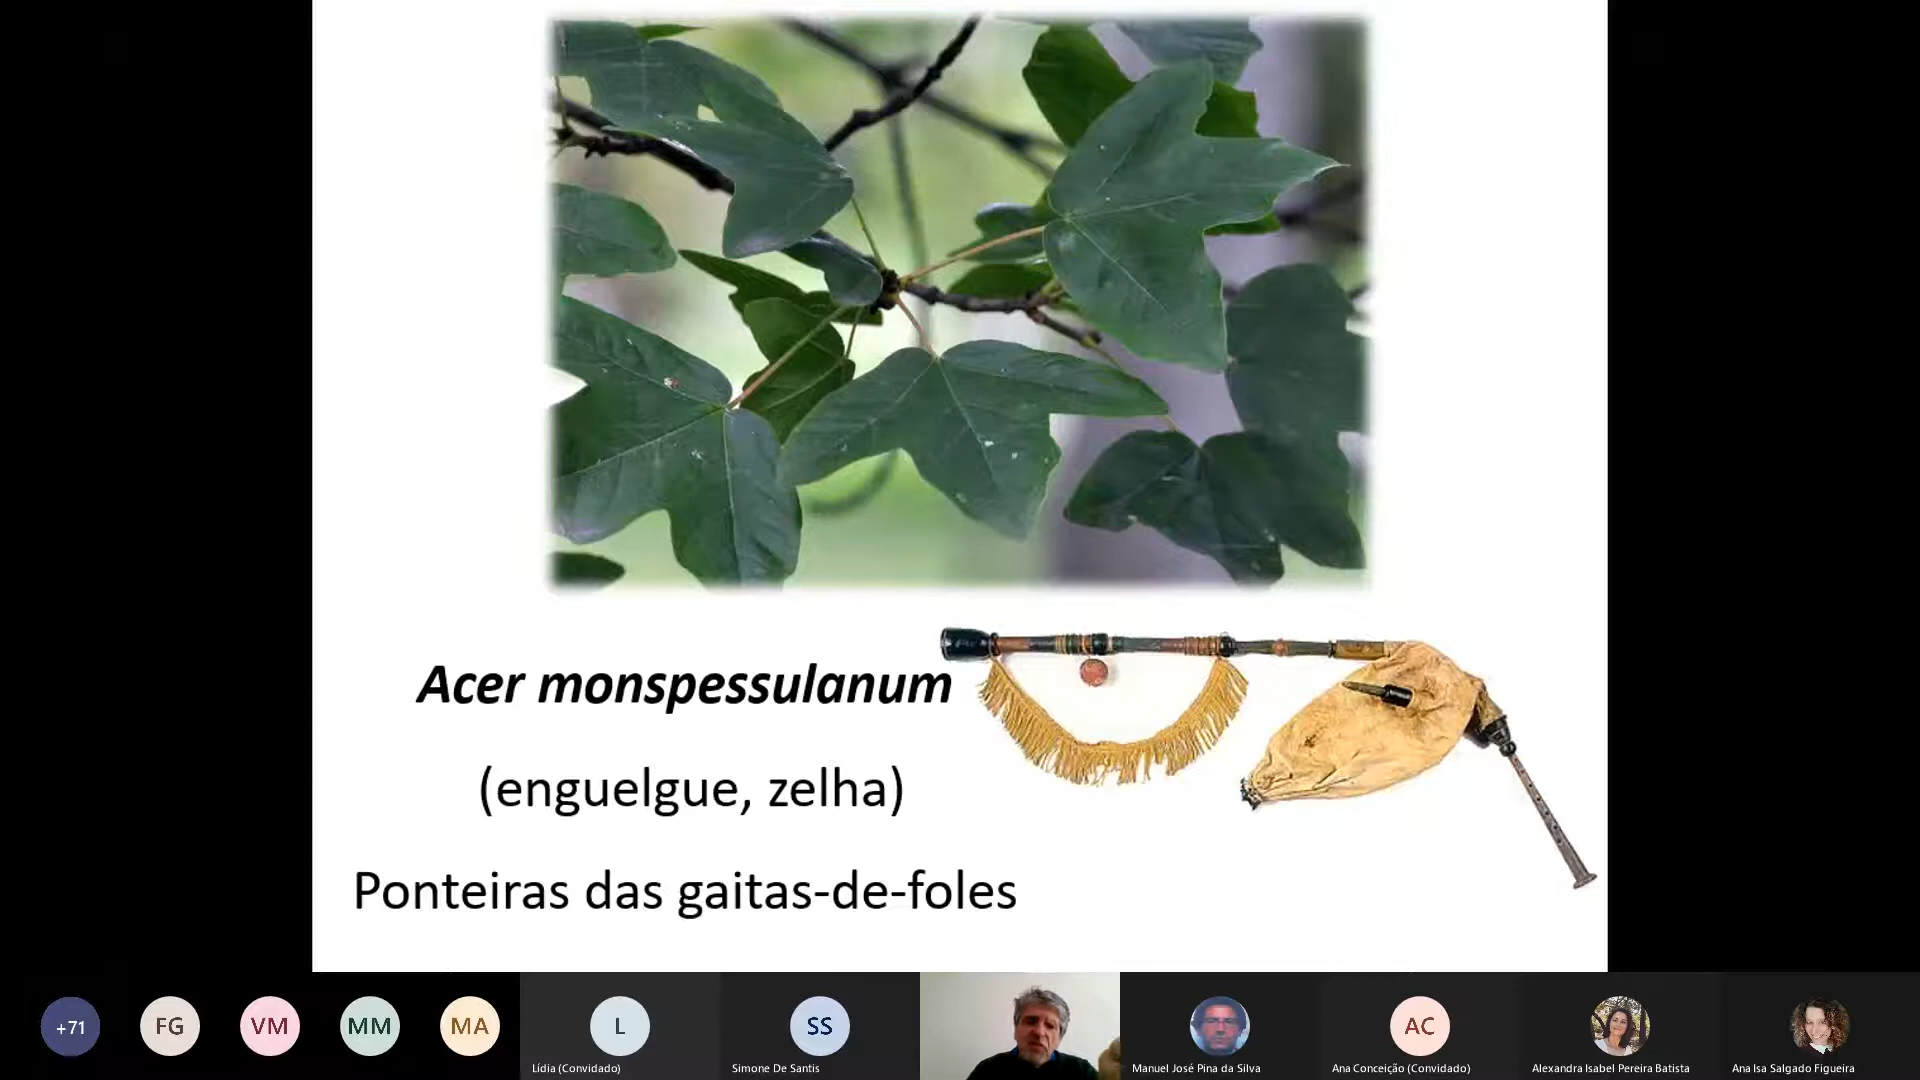 Acer monspessulanum
(enguelgue, zelha)
Ponteiras das gaitas-de-foles
+71
FG
VM
MM
MA
L
Lídia (Convidado)
SS
Simone De Santis
Manuel José Pina da Silva
AC
Ana Conceição (Convidado)
Alexandra Isabel Pereira Batista
Ana Isa Salgado Figueira